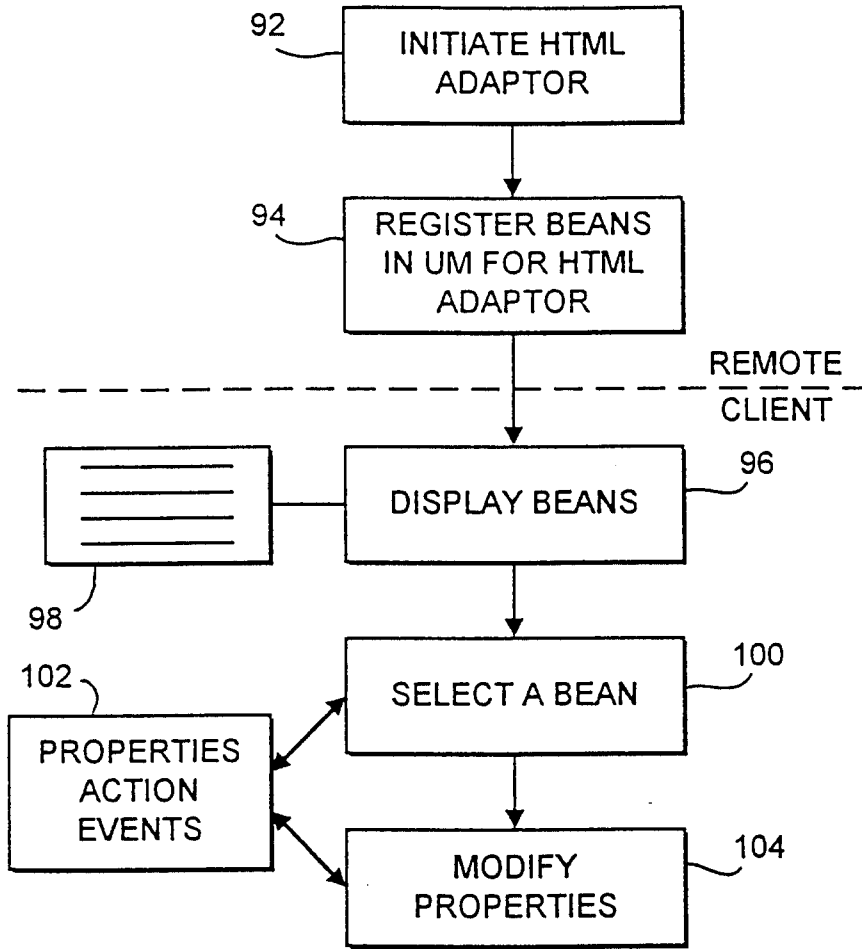 92
INITIATE HTML
ADAPTOR
94
REGISTER BEANS
IN UM FOR HTML
ADAPTOR
REMOTE
CLIENT
96
DISPLAY BEANS
98
100
SELECT A BEAN
102
PROPERTIES
ACTION
EVENTS
104
MODIFY
PROPERTIES